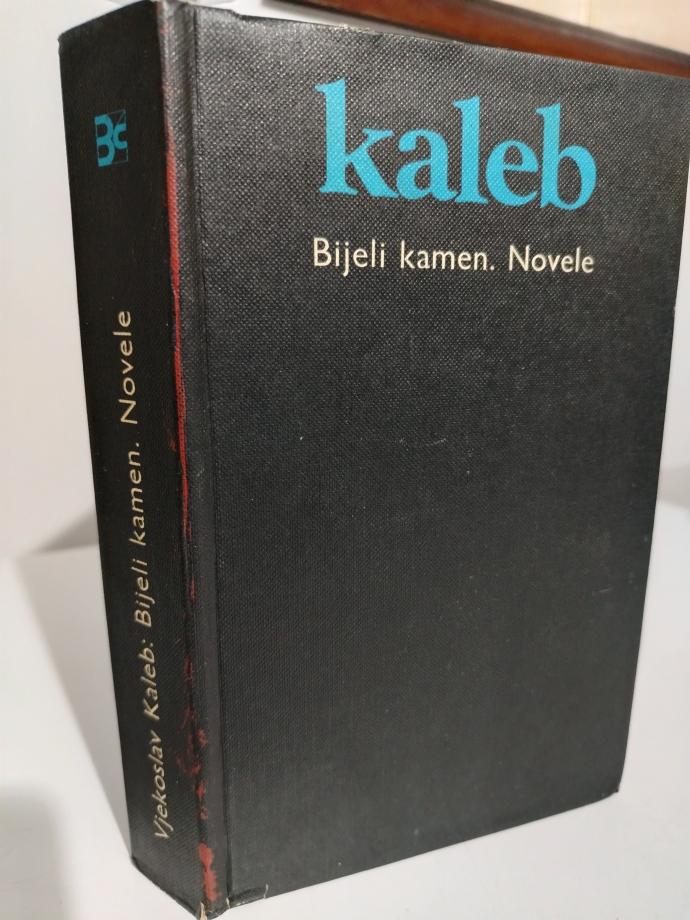 kaleb
Bijeli kamen. Novele
Vjekoslav Kaleb: Bijeli kamen. Novele